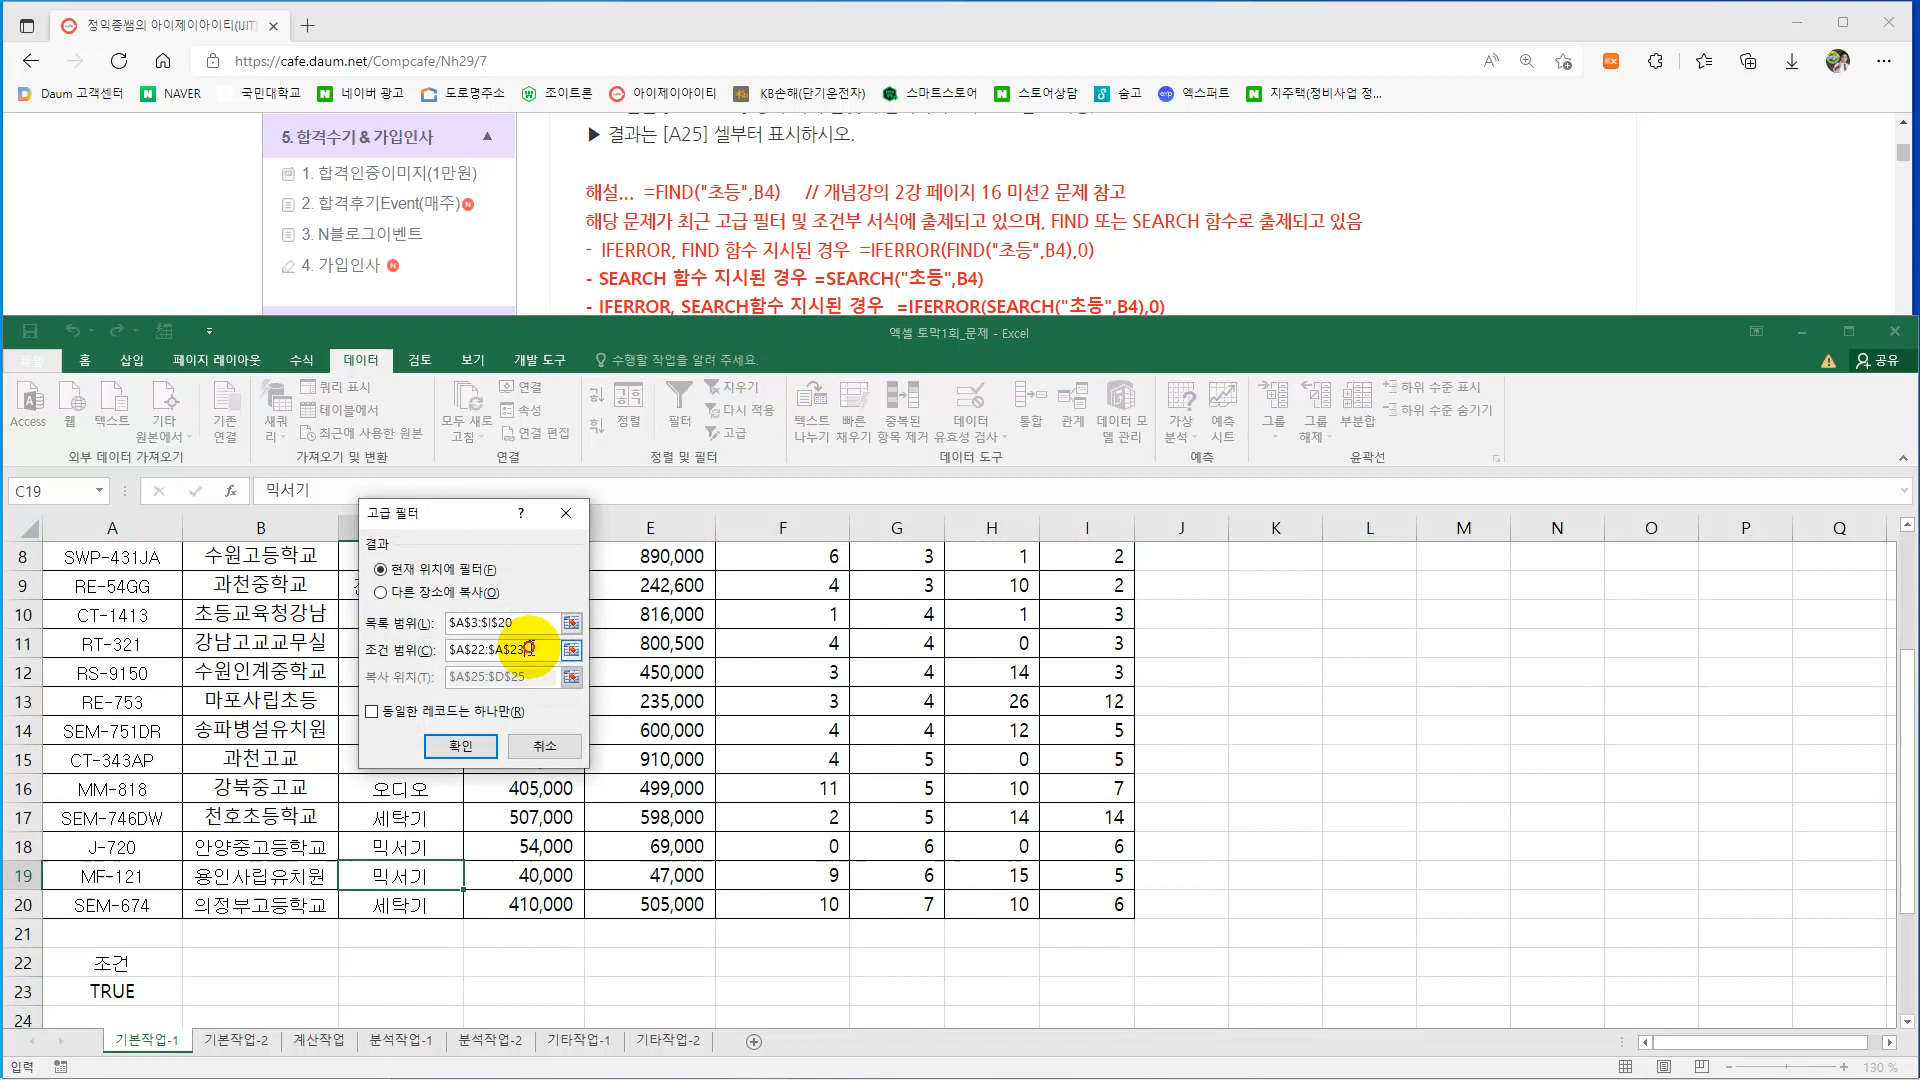 정익종쌤의 아이제이아이티(IJIT)
https://cafe.daum.net/Compcafe/Nh29/7
Daum 고객센터 NAVER 국민대학교 네이버 광고 도로명주소 조이트론 아이제이아이티 KB손해(단기운전자) 스마트스토어 스토어상담 숨고 엑스퍼트 지주택(정비사업 정...
5. 합격수기 & 가입인사 ▲
1. 합격인증이미지(1만원)
2. 합격후기Event(매주) N
3. N블로그이벤트
4. 가입인사 N
▶ 결과는 [A25] 셀부터 표시하시오.
해설... =FIND("초등",B4) // 개념강의 2강 페이지 16 미션2 문제 참고
해당 문제가 최근 고급 필터 및 조건부 서식에 출제되고 있으며, FIND 또는 SEARCH 함수로 출제되고 있음
- IFERROR, FIND 함수 지시된 경우 =IFERROR(FIND("초등",B4),0)
- SEARCH 함수 지시된 경우 =SEARCH("초등",B4)
- IFERROR, SEARCH함수 지시된 경우 =IFERROR(SEARCH("초등",B4),0)
엑셀 토막1회_문제 - Excel
파일 홈 삽입 페이지 레이아웃 수식 데이터 검토 보기 개발 도구 수행할 작업을 알려 주세요. 공유
Access 웹 텍스트 기타 원본에서 기존 연결 새 쿼리 쿼리 표시 테이블에서 최근에 사용한 원본 모두 새로 고침 연결 속성 연결 편집 정렬 필터 지우기 다시 적용 고급 텍스트 나누기 빠른 채우기 중복된 항목 제거 데이터 유효성 검사 통합 관계 데이터 모델 관리 가상 분석 예측 시트 그룹 그룹 해제 부분합 하위 수준 표시 하위 수준 숨기기
외부 데이터 가져오기 가져오기 및 변환 연결 정렬 및 필터 데이터 도구 예측 윤곽선
C19 fx 믹서기
고급 필터 ?
결과
현재 위치에 필터(F)
다른 장소에 복사(O)
목록 범위(L): $A$3:$I$20
조건 범위(C): $A$22:$A$23
복사 위치(T): $A$25:$D$25
동일한 레코드는 하나만(R)
확인 취소
A B E F G H I J K L M N O P Q
8 SWP-431JA 수원고등학교 890,000 6 3 1 2
9 RE-54GG 과천중학교 242,600 4 3 10 2
10 CT-1413 초등교육청강남 816,000 1 4 1 3
11 RT-321 강남고교교무실 800,500 4 4 0 3
12 RS-9150 수원인계중학교 450,000 3 4 14 3
13 RE-753 마포사립초등 235,000 3 4 26 12
14 SEM-751DR 송파병설유치원 600,000 4 4 12 5
15 CT-343AP 과천고교 910,000 4 5 0 5
16 MM-818 강북중고교 오디오 405,000 499,000 11 5 10 7
17 SEM-746DW 천호초등학교 세탁기 507,000 598,000 2 5 14 14
18 J-720 안양중고등학교 믹서기 54,000 69,000 0 6 0 6
19 MF-121 용인사립유치원 믹서기 40,000 47,000 9 6 15 5
20 SEM-674 의정부고등학교 세탁기 410,000 505,000 10 7 10 6
21
22 조건
23 TRUE
24
기본작업-1 기본작업-2 계산작업 분석작업-1 분석작업-2 기타작업-1 기타작업-2
입력 130 %